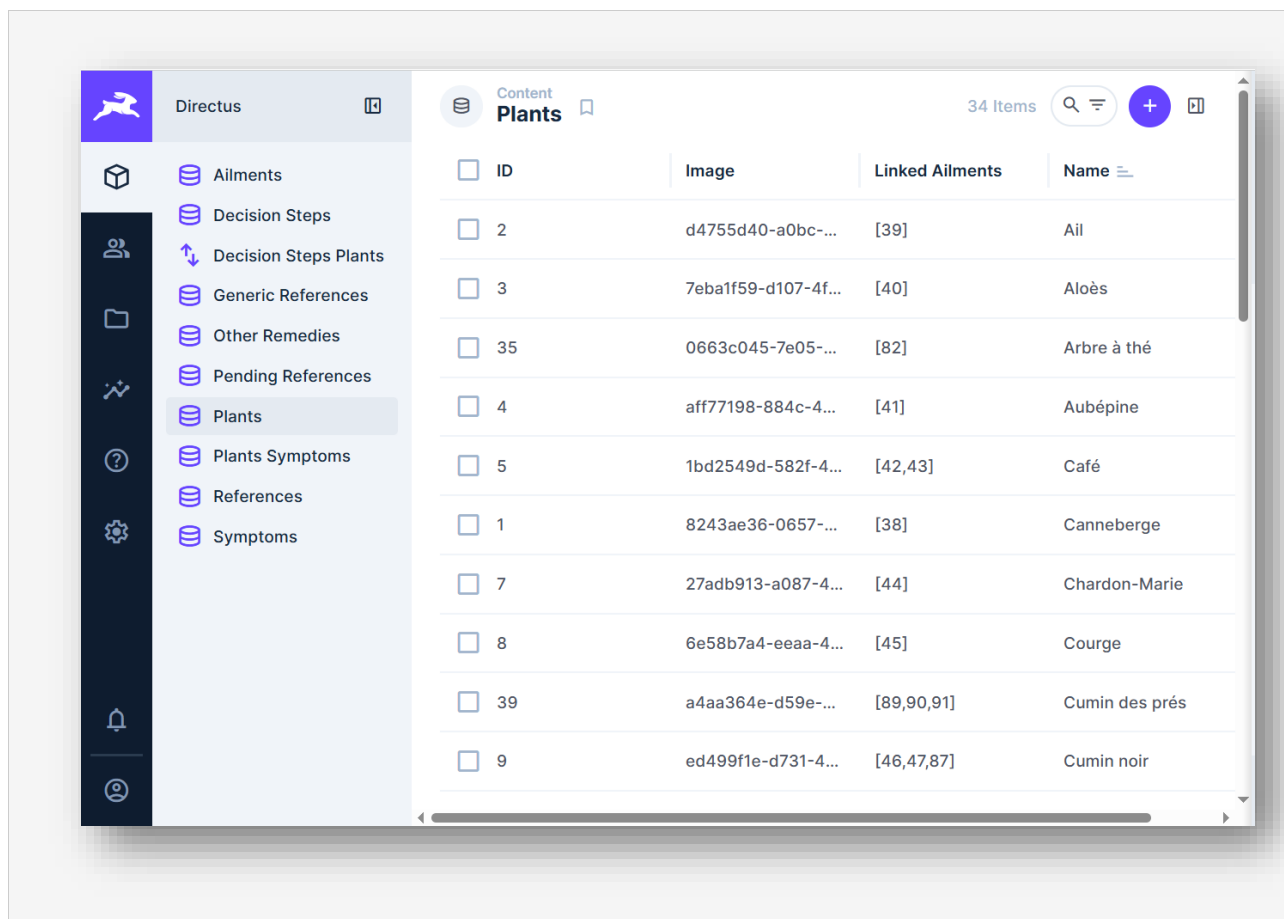 Directus
Ailments
Decision Steps
Decision Steps Plants
Generic References
Other Remedies
Pending References
Plants
Plants Symptoms
References
Symptoms
Content
Plants
34 Items
ID Image Linked Ailments Name
2 d4755d40-a0bc-... [39] Ail
3 7eba1f59-d107-4f... [40] Aloès
35 0663c045-7e05-... [82] Arbre à thé
4 aff77198-884c-4... [41] Aubépine
5 1bd2549d-582f-4... [42,43] Café
1 8243ae36-0657-... [38] Canneberge
7 27adb913-a087-4... [44] Chardon-Marie
8 6e58b7a4-eeaa-4... [45] Courge
39 a4aa364e-d59e-... [89,90,91] Cumin des prés
9 ed499f1e-d731-4... [46,47,87] Cumin noir